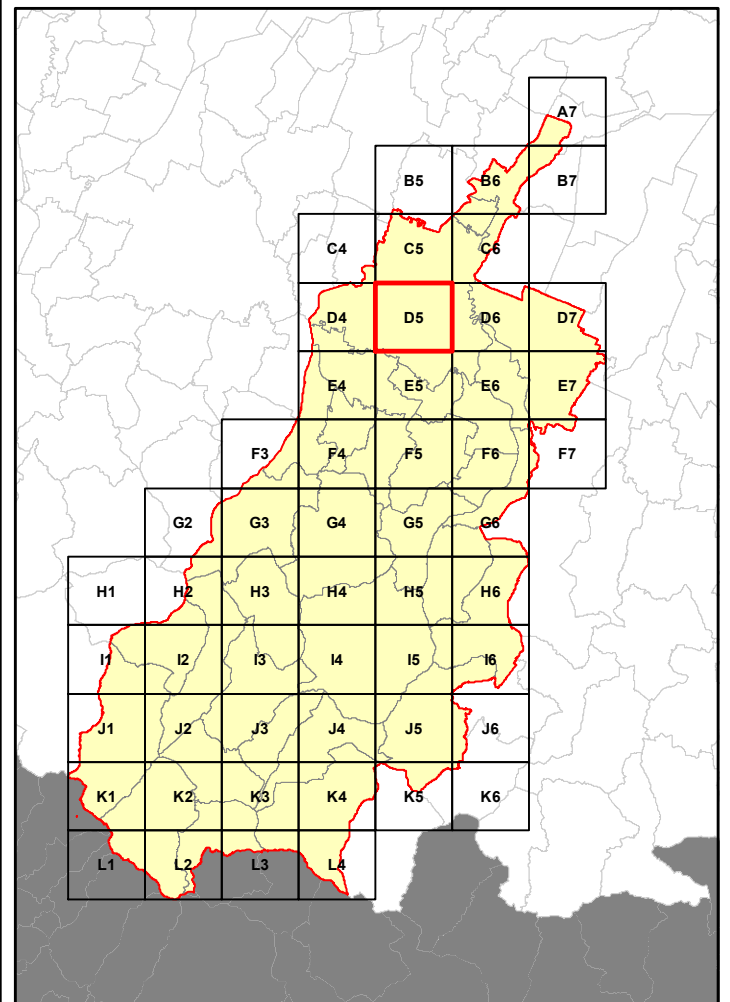 A7
B5 B6 B7
C4 C5 C6
D4 D5 D6 D7
E4 E5 E6 E7
F3 F4 F5 F6 F7
G2 G3 G4 G5 G6
H1 H2 H3 H4 H5 H6
I1 I2 I3 I4 I5 I6
J1 J2 J3 J4 J5 J6
K1 K2 K3 K4 K5 K6
L1 L2 L3 L4